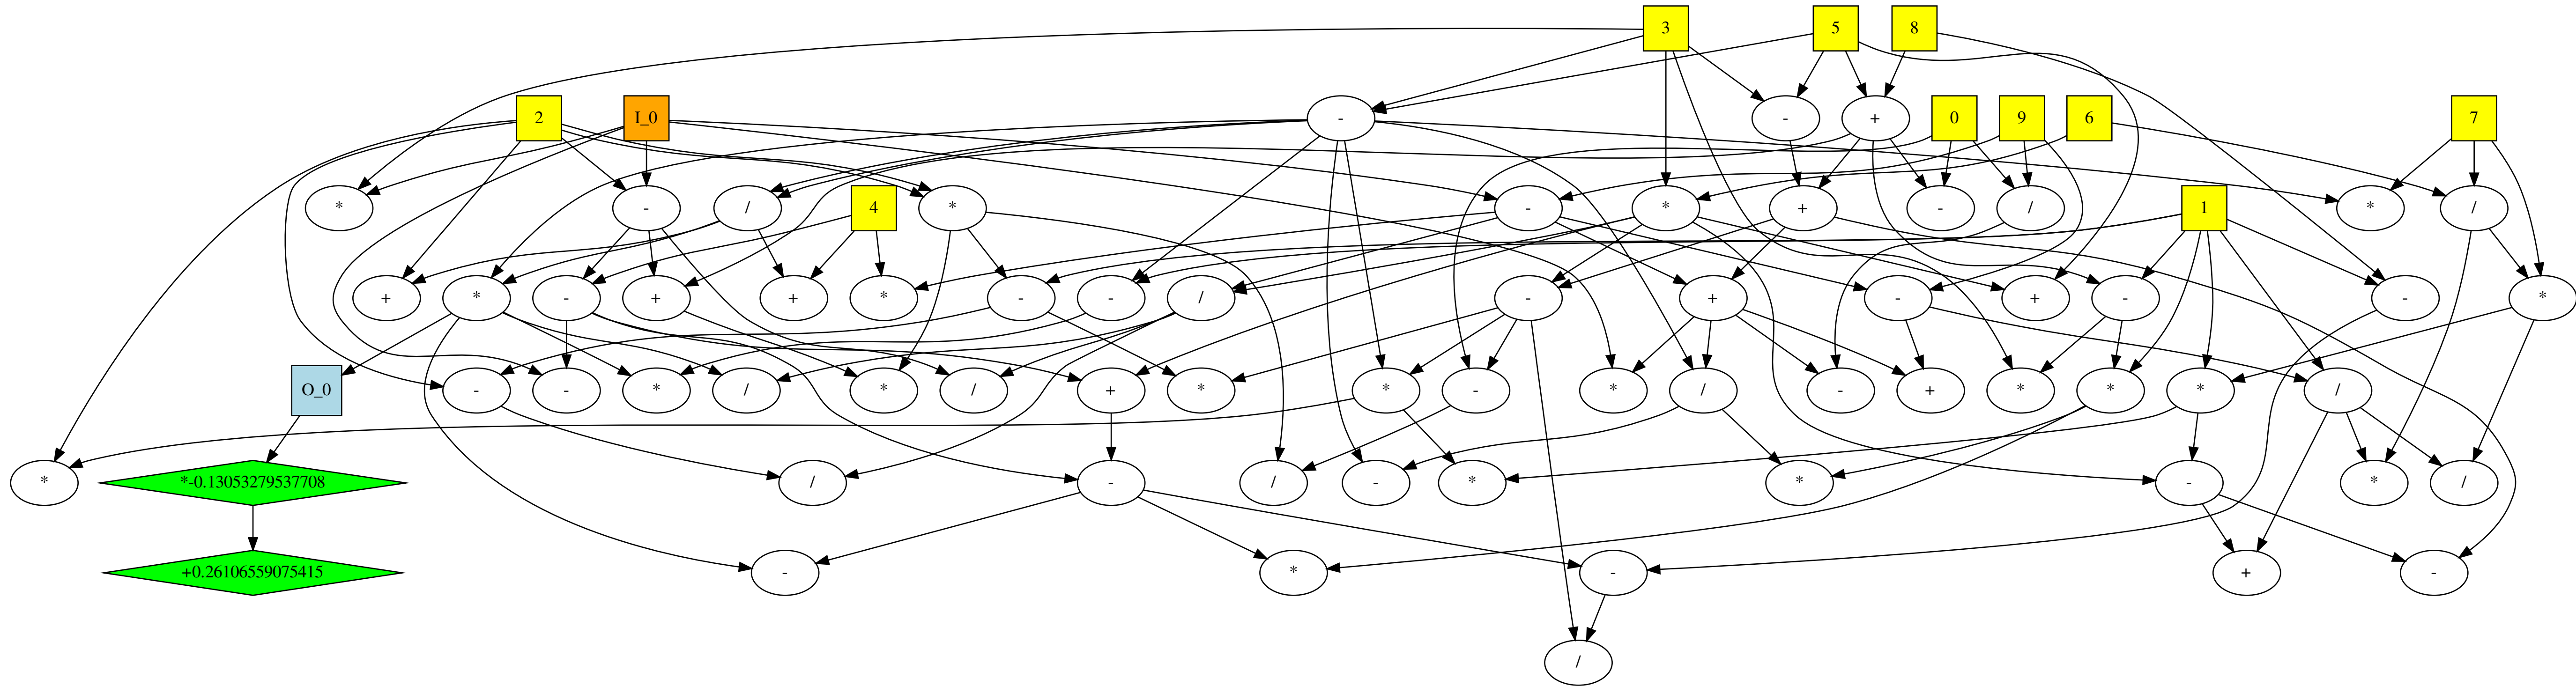 3 5 8
2 I_0 - - + 0 9 6 7
* - / 4 * - * + - / 1 * /
+ * - + + * - - / - + - + - - *
O_0 - - * / * / + * * - * / - + * * * /
* *-0.13053279537708 / - / - * * - * /
+0.26106559075415 - * - + -
/